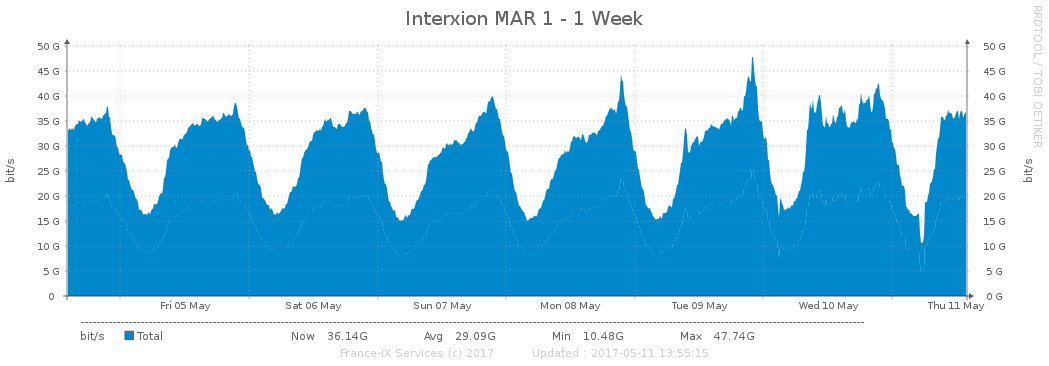 Interxion MAR 1 - 1 Week
RRDTOOL / TOBI OETIKER
50 G 50 G
45 G 45 G
40 G 40 G
35 G 35 G
30 G 30 G
25 G 25 G
20 G 20 G
15 G 15 G
10 G 10 G
5 G 5 G
0 0 G
bit/s bit/s
Fri 05 May Sat 06 May Sun 07 May Mon 08 May Tue 09 May Wed 10 May Thu 11 May
bit/s Total Now 36.14G Avg 29.09G Min 10.48G Max 47.74G
France-IX Services (c) 2017 Updated : 2017-05-11 13:55:15